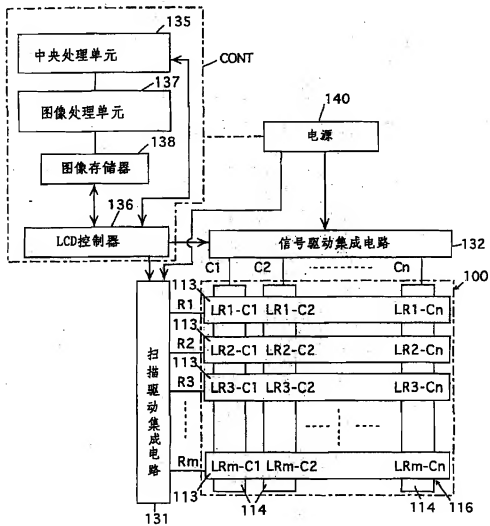 135
中央处理单元
CONT
137
图像处理单元
140
138
电源
图像存储器
136
LCD控制器
信号驱动集成电路
132
C1 C2 Cn
100
扫描驱动集成电路
R1 113 LR1-C1 LR1-C2 LR1-Cn
R2 113 LR2-C1 LR2-C2 LR2-Cn
R3 113 LR3-C1 LR3-C2 LR3-Cn
Rm LRm-C1 LRm-C2 LRm-Cn
113
131
114
114
116